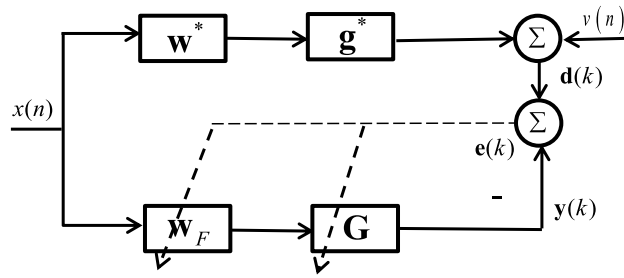 w*
g*
Σ
v(n)
d(k)
x(n)
Σ
e(k)
-
y(k)
w_F
G